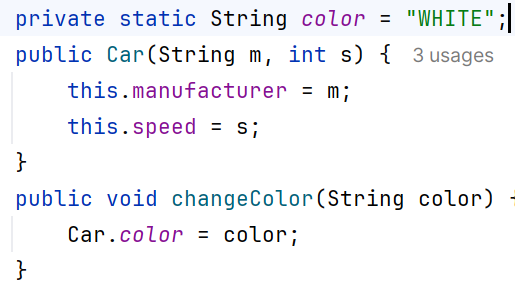 private static String color = "WHITE";
public Car(String m, int s) { 3 usages
    this.manufacturer = m;
    this.speed = s;
}
public void changeColor(String color) {
    Car.color = color;
}